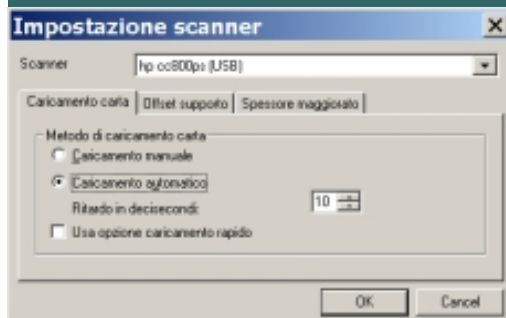 Impostazione scanner
Scanner hp cc800ps (USB)
Caricamento carta Offset supporto Spessore maggiorato
Metodo di caricamento carta
Caricamento manuale
Caricamento automatico
Ritardo in decisecondi: 10
Usa opzione caricamento rapido
OK Cancel